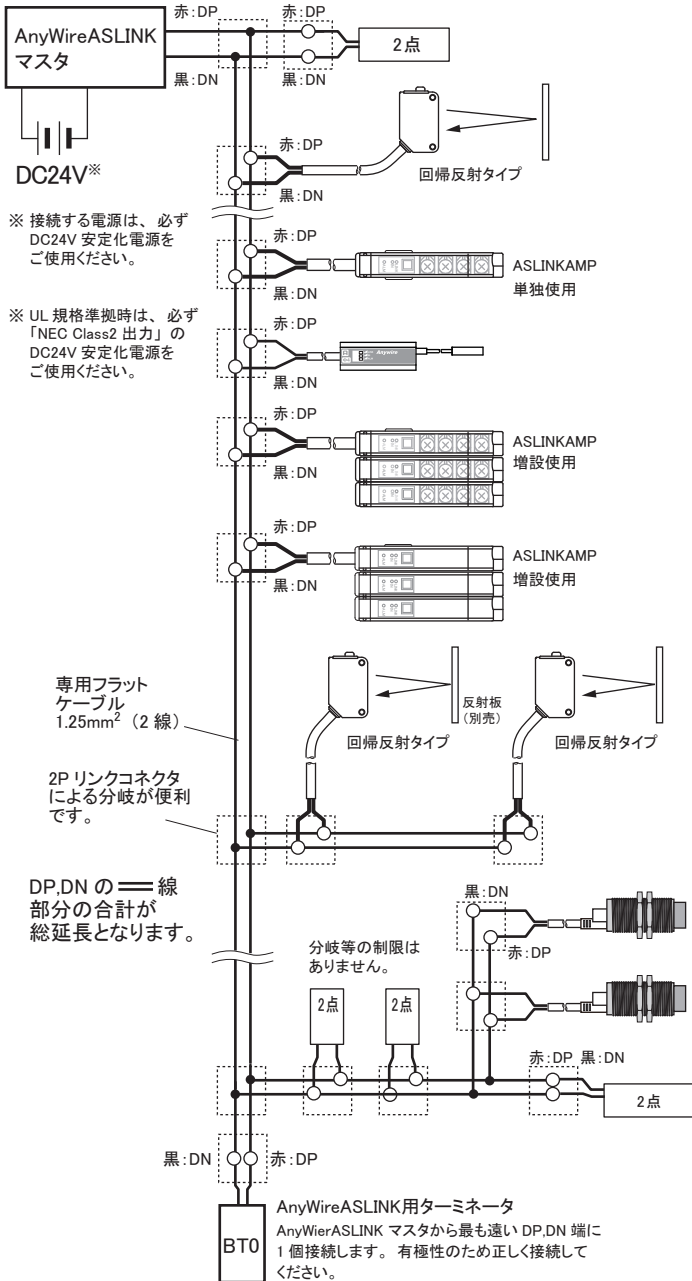 赤：DP
赤：DP
AnyWireASLINK
マスタ
2点
黒：DN
黒：DN
DC24V※
赤：DP
黒：DN
回帰反射タイプ
※ 接続する電源は、必ず
DC24V 安定化電源を
ご使用ください。
赤：DP
黒：DN
ASLINKAMP
単独使用
※ UL 規格準拠時は、必ず
「NEC Class2 出力」の
DC24V 安定化電源を
ご使用ください。
赤：DP
黒：DN
Anywire
赤：DP
黒：DN
ASLINKAMP
増設使用
赤：DP
黒：DN
ASLINKAMP
増設使用
専用フラット
ケーブル
1.25mm²（2 線）
反射板
（別売）
回帰反射タイプ
回帰反射タイプ
2P リンクコネクタ
による分岐が便利
です。
DP,DN の ══ 線
部分の合計が
総延長となります。
黒：DN
赤：DP
分岐等の制限は
ありません。
2点
2点
赤：DP 黒：DN
2点
黒：DN
赤：DP
BT0
AnyWireASLINK用ターミネータ
AnyWierASLINK マスタから最も遠い DP,DN 端に
1 個接続します。有極性のため正しく接続して
ください。